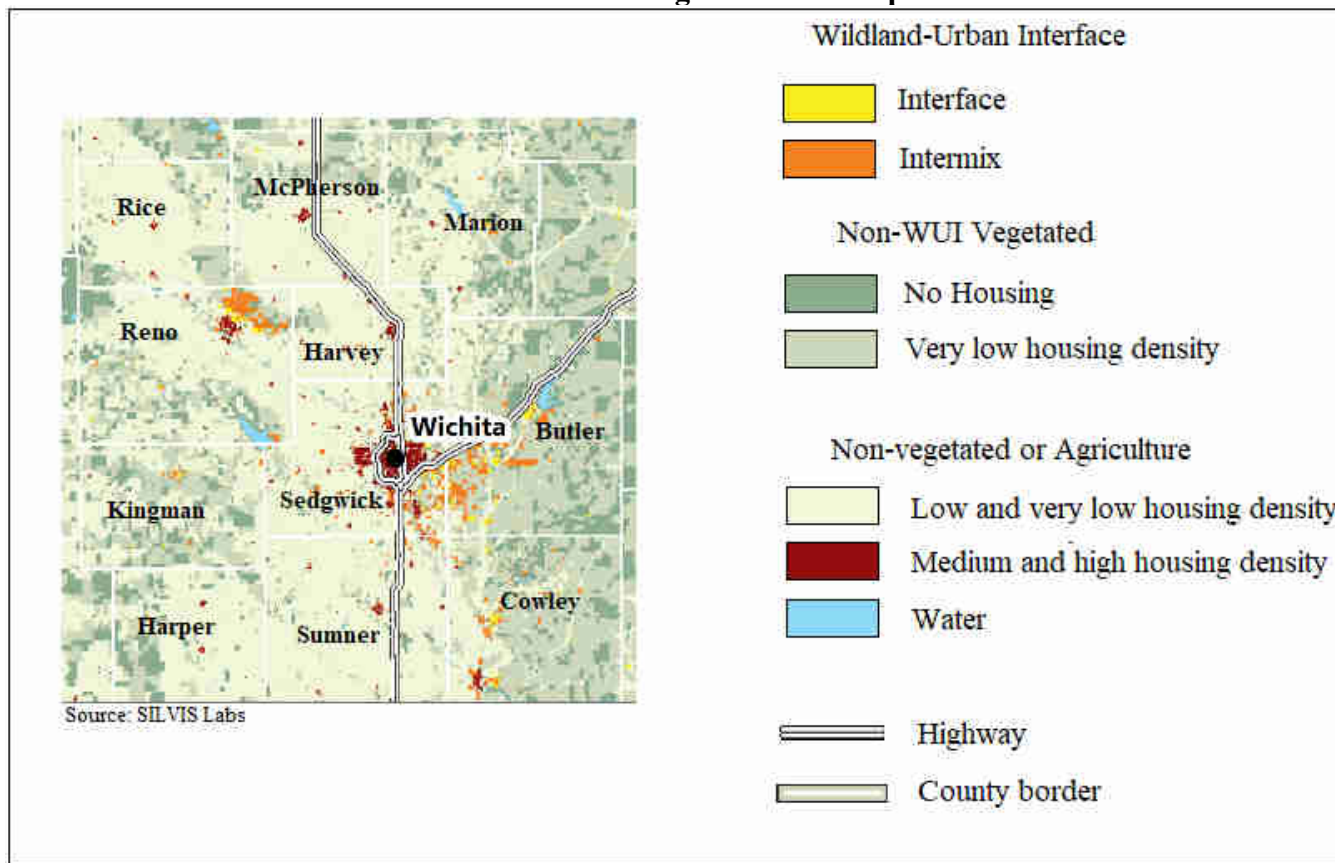 Wildland-Urban Interface
Interface
Intermix
Non-WUI Vegetated
No Housing
Very low housing density
Non-vegetated or Agriculture
Low and very low housing density
Medium and high housing density
Water
Highway
County border
McPherson
Rice
Marion
Reno
Harvey
Wichita
Butler
Sedgwick
Kingman
Cowley
Harper
Sumner
Source: SILVIS Labs